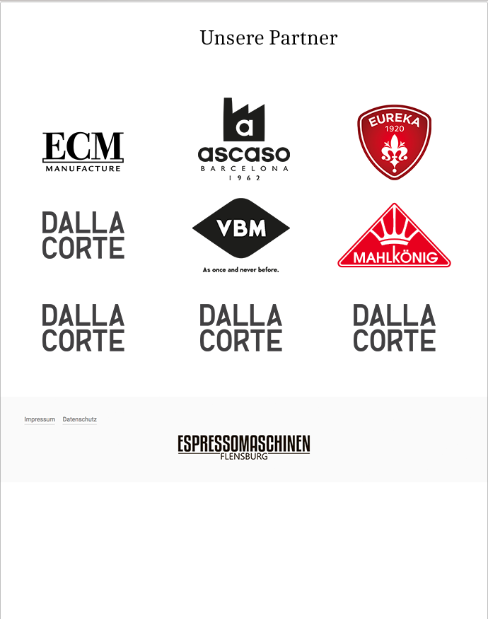 Unsere Partner
ECM
MANUFACTURE
a
ascaso
BARCELONA
1962
EUREKA
1920
DALLA
CORTE
VBM
As once and never before.
MAHLKÖNIG
DALLA
CORTE
DALLA
CORTE
DALLA
CORTE
Impressum Datenschutz
ESPRESSOMASCHINEN
FLENSBURG